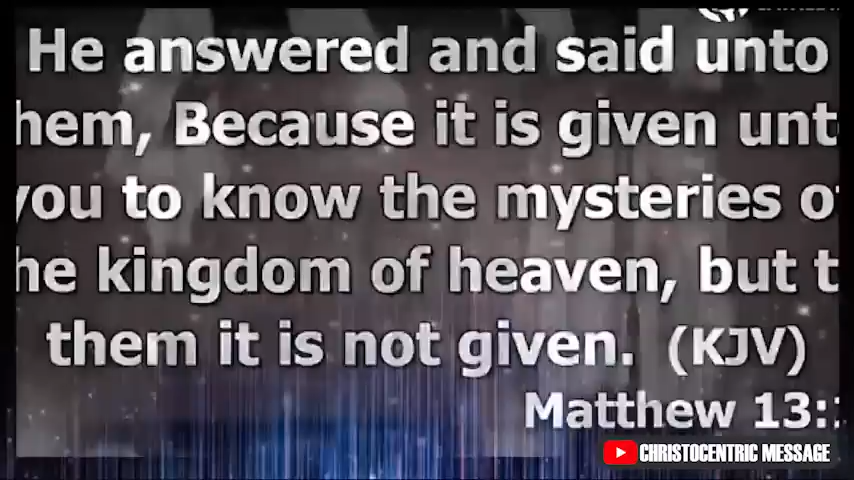 He answered and said unto
hem, Because it is given unt
you to know the mysteries of
he kingdom of heaven, but t
them it is not given. (KJV)
Matthew 13:
CHRISTOCENTRIC MESSAGE